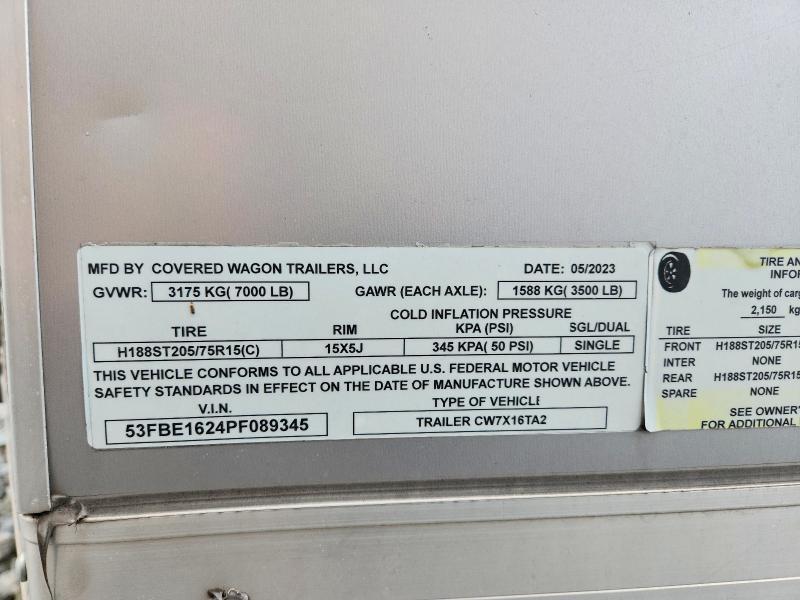 MFD BY COVERED WAGON TRAILERS, LLC DATE: 05/2023
GVWR: 3175 KG( 7000 LB) GAWR (EACH AXLE): 1588 KG( 3500 LB)
COLD INFLATION PRESSURE
TIRE RIM KPA (PSI) SGL/DUAL
H188ST205/75R15(C) 15X5J 345 KPA( 50 PSI) SINGLE
THIS VEHICLE CONFORMS TO ALL APPLICABLE U.S. FEDERAL MOTOR VEHICLE
SAFETY STANDARDS IN EFFECT ON THE DATE OF MANUFACTURE SHOWN ABOVE.
V.I.N. TYPE OF VEHICLE
53FBE1624PF089345 TRAILER CW7X16TA2
TIRE AN
INFOR
The weight of carg
2,150 kg
TIRE SIZE
FRONT H188ST205/75R15
INTER NONE
REAR H188ST205/75R15
SPARE NONE
SEE OWNER'
FOR ADDITIONAL